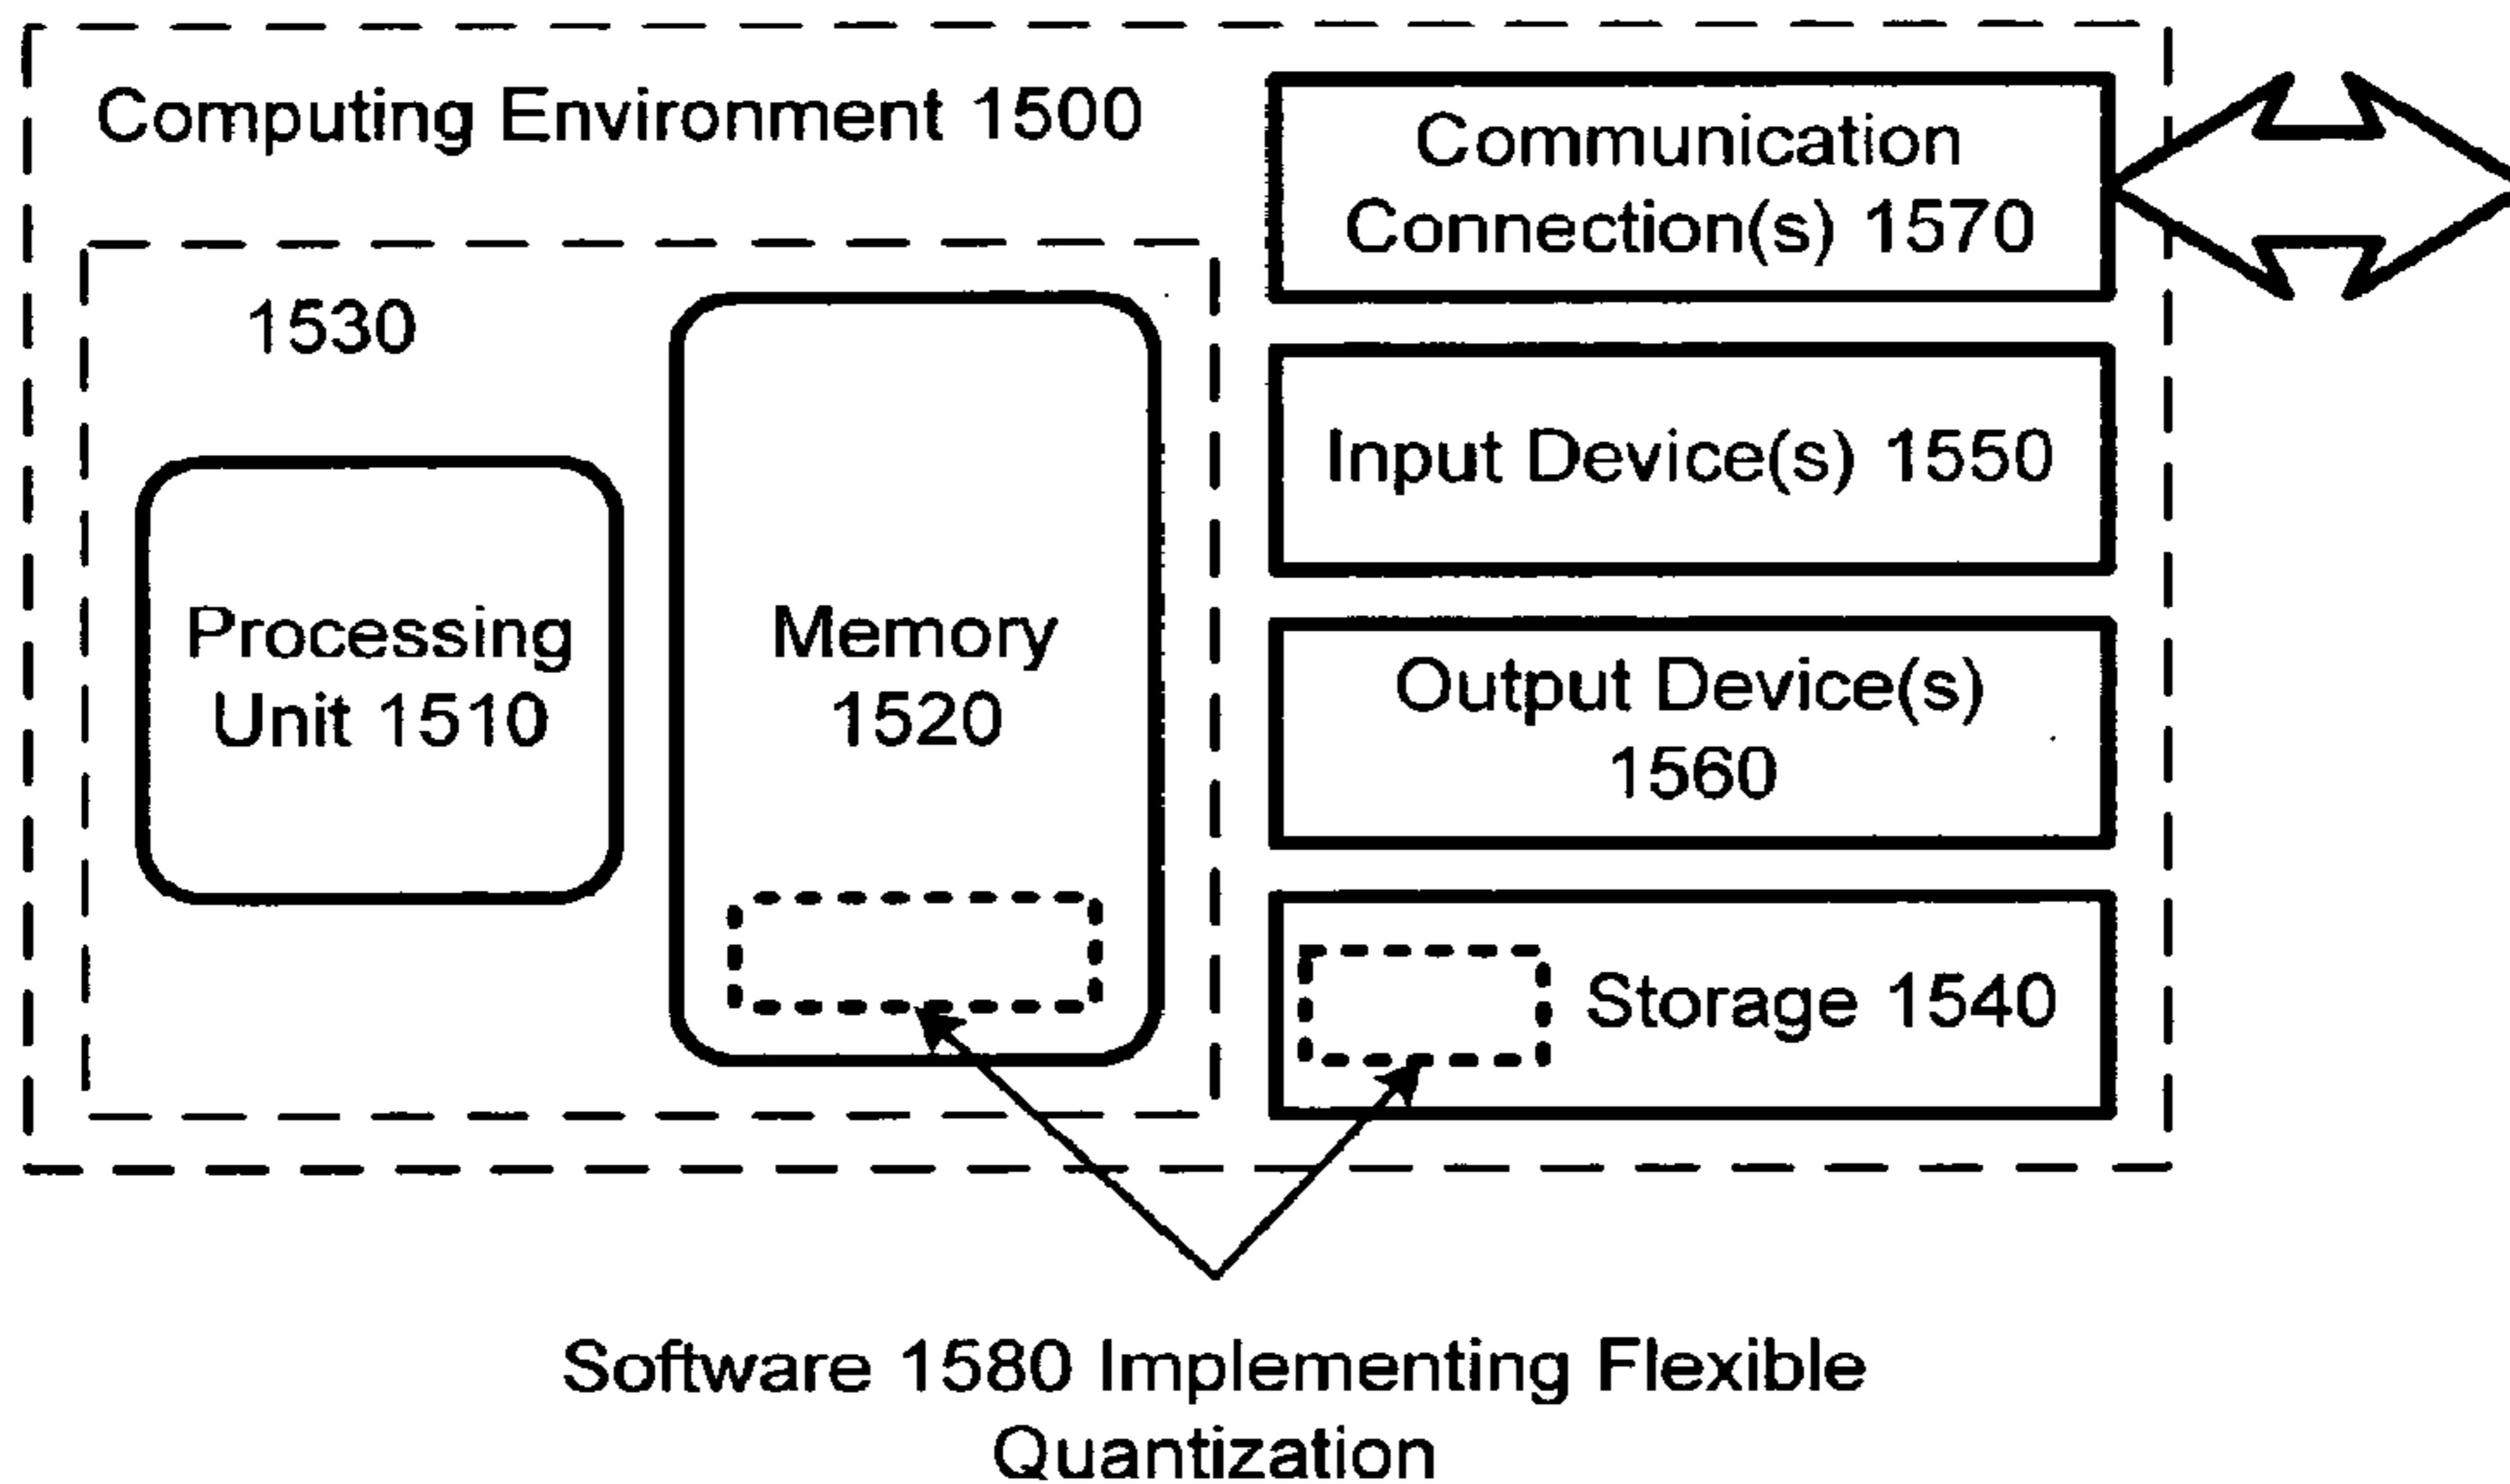 Computing Environment 1500
1530
Processing
Unit 1510
Memory
1520
Communication
Connection(s) 1570
Input Device(s) 1550
Output Device(s)
1560
Storage 1540
Software 1580 Implementing Flexible
Quantization